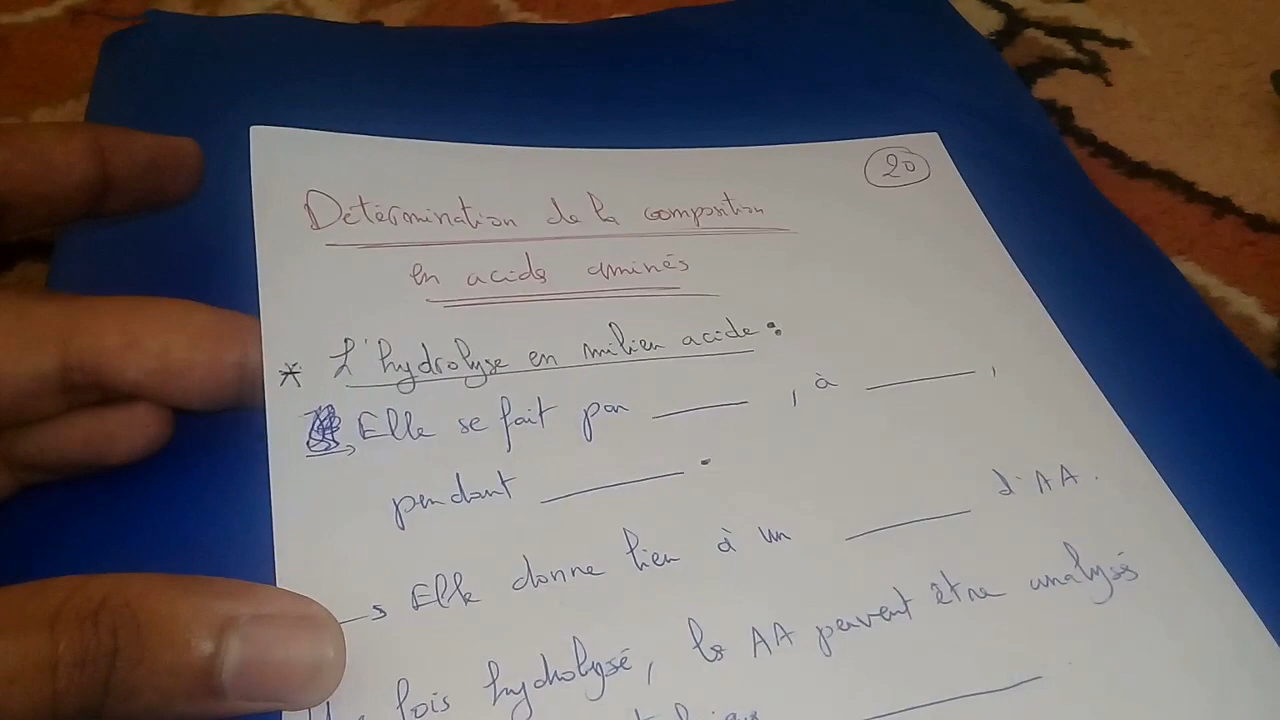 20
Détermination de la composition
en acides aminés
* L'hydrolyse en milieu acide :
→ Elle se fait par ______ , à ______ ,
pendant ______ .
→ Elle donne lieu à un ______ d'AA.
fois hydrolysé, les AA peuvent être analysés